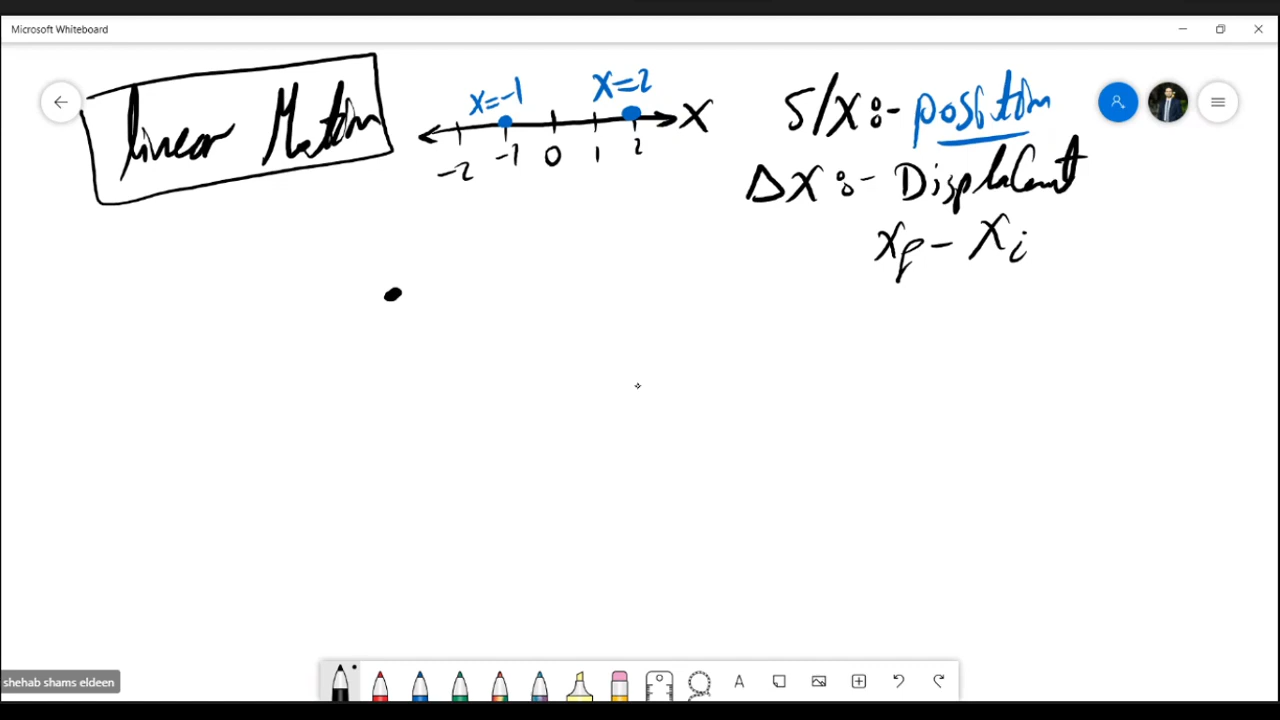 Microsoft Whiteboard
linear Motion
x=-1
x=2
-2 -1 0 1 2
X
S/X:- position
ΔX:- Displacement
xf - xi
shehab shams eldeen
A